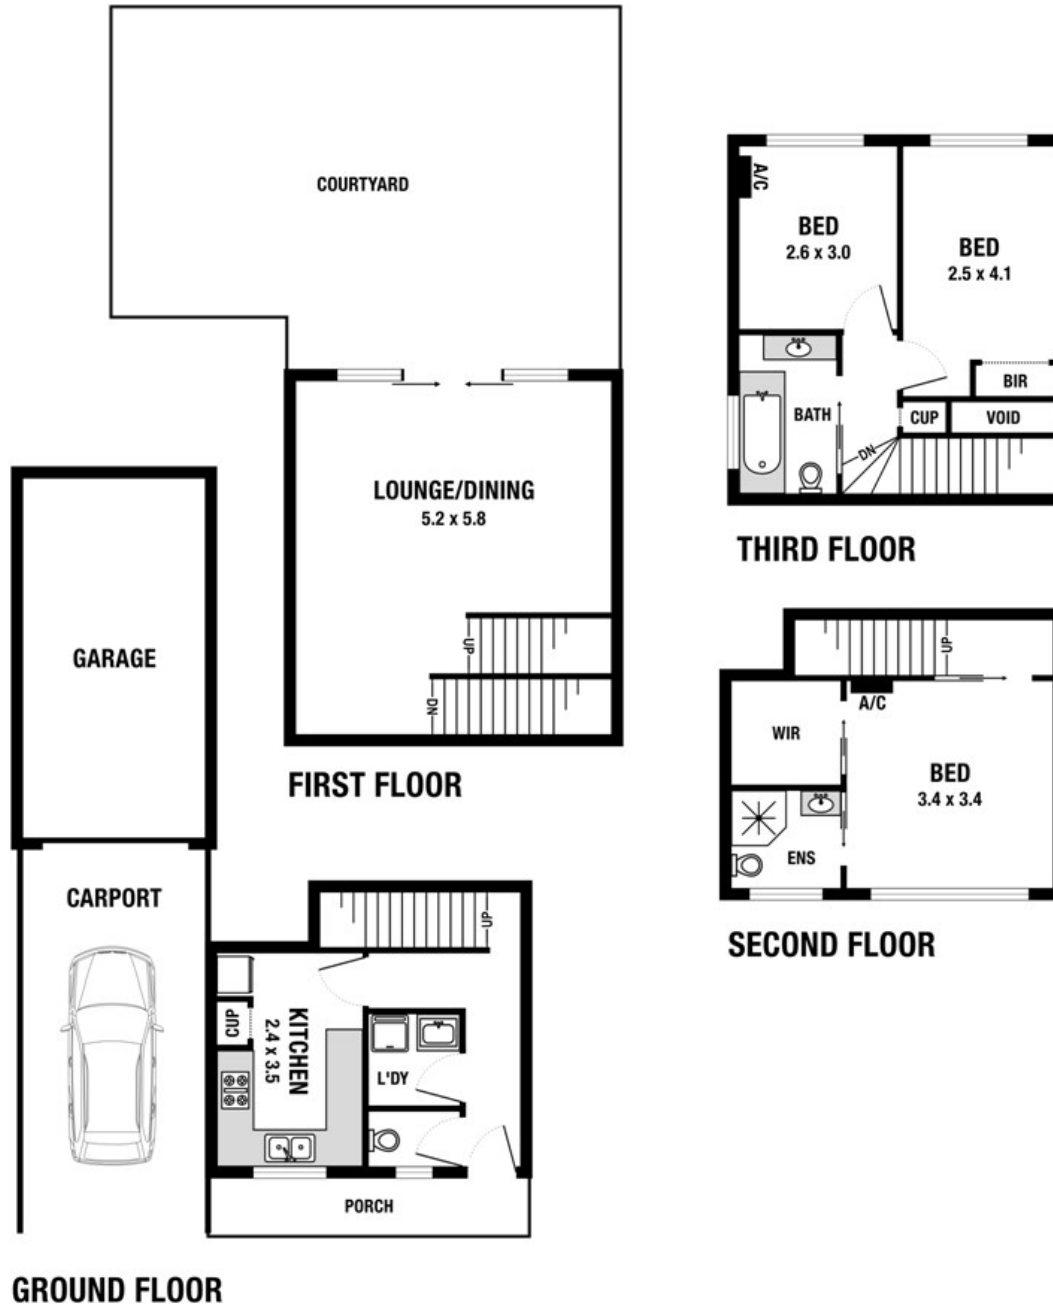 COURTYARD
LOUNGE/DINING
5.2 x 5.8
UP
DN
FIRST FLOOR
GARAGE
CARPORT
UP
KITCHEN
2.4 x 3.5
CUP
L'DY
PORCH
GROUND FLOOR
A/C
BED
2.6 x 3.0
BED
2.5 x 4.1
BIR
BATH
CUP
VOID
DN
THIRD FLOOR
UP
A/C
WIR
BED
3.4 x 3.4
ENS
SECOND FLOOR